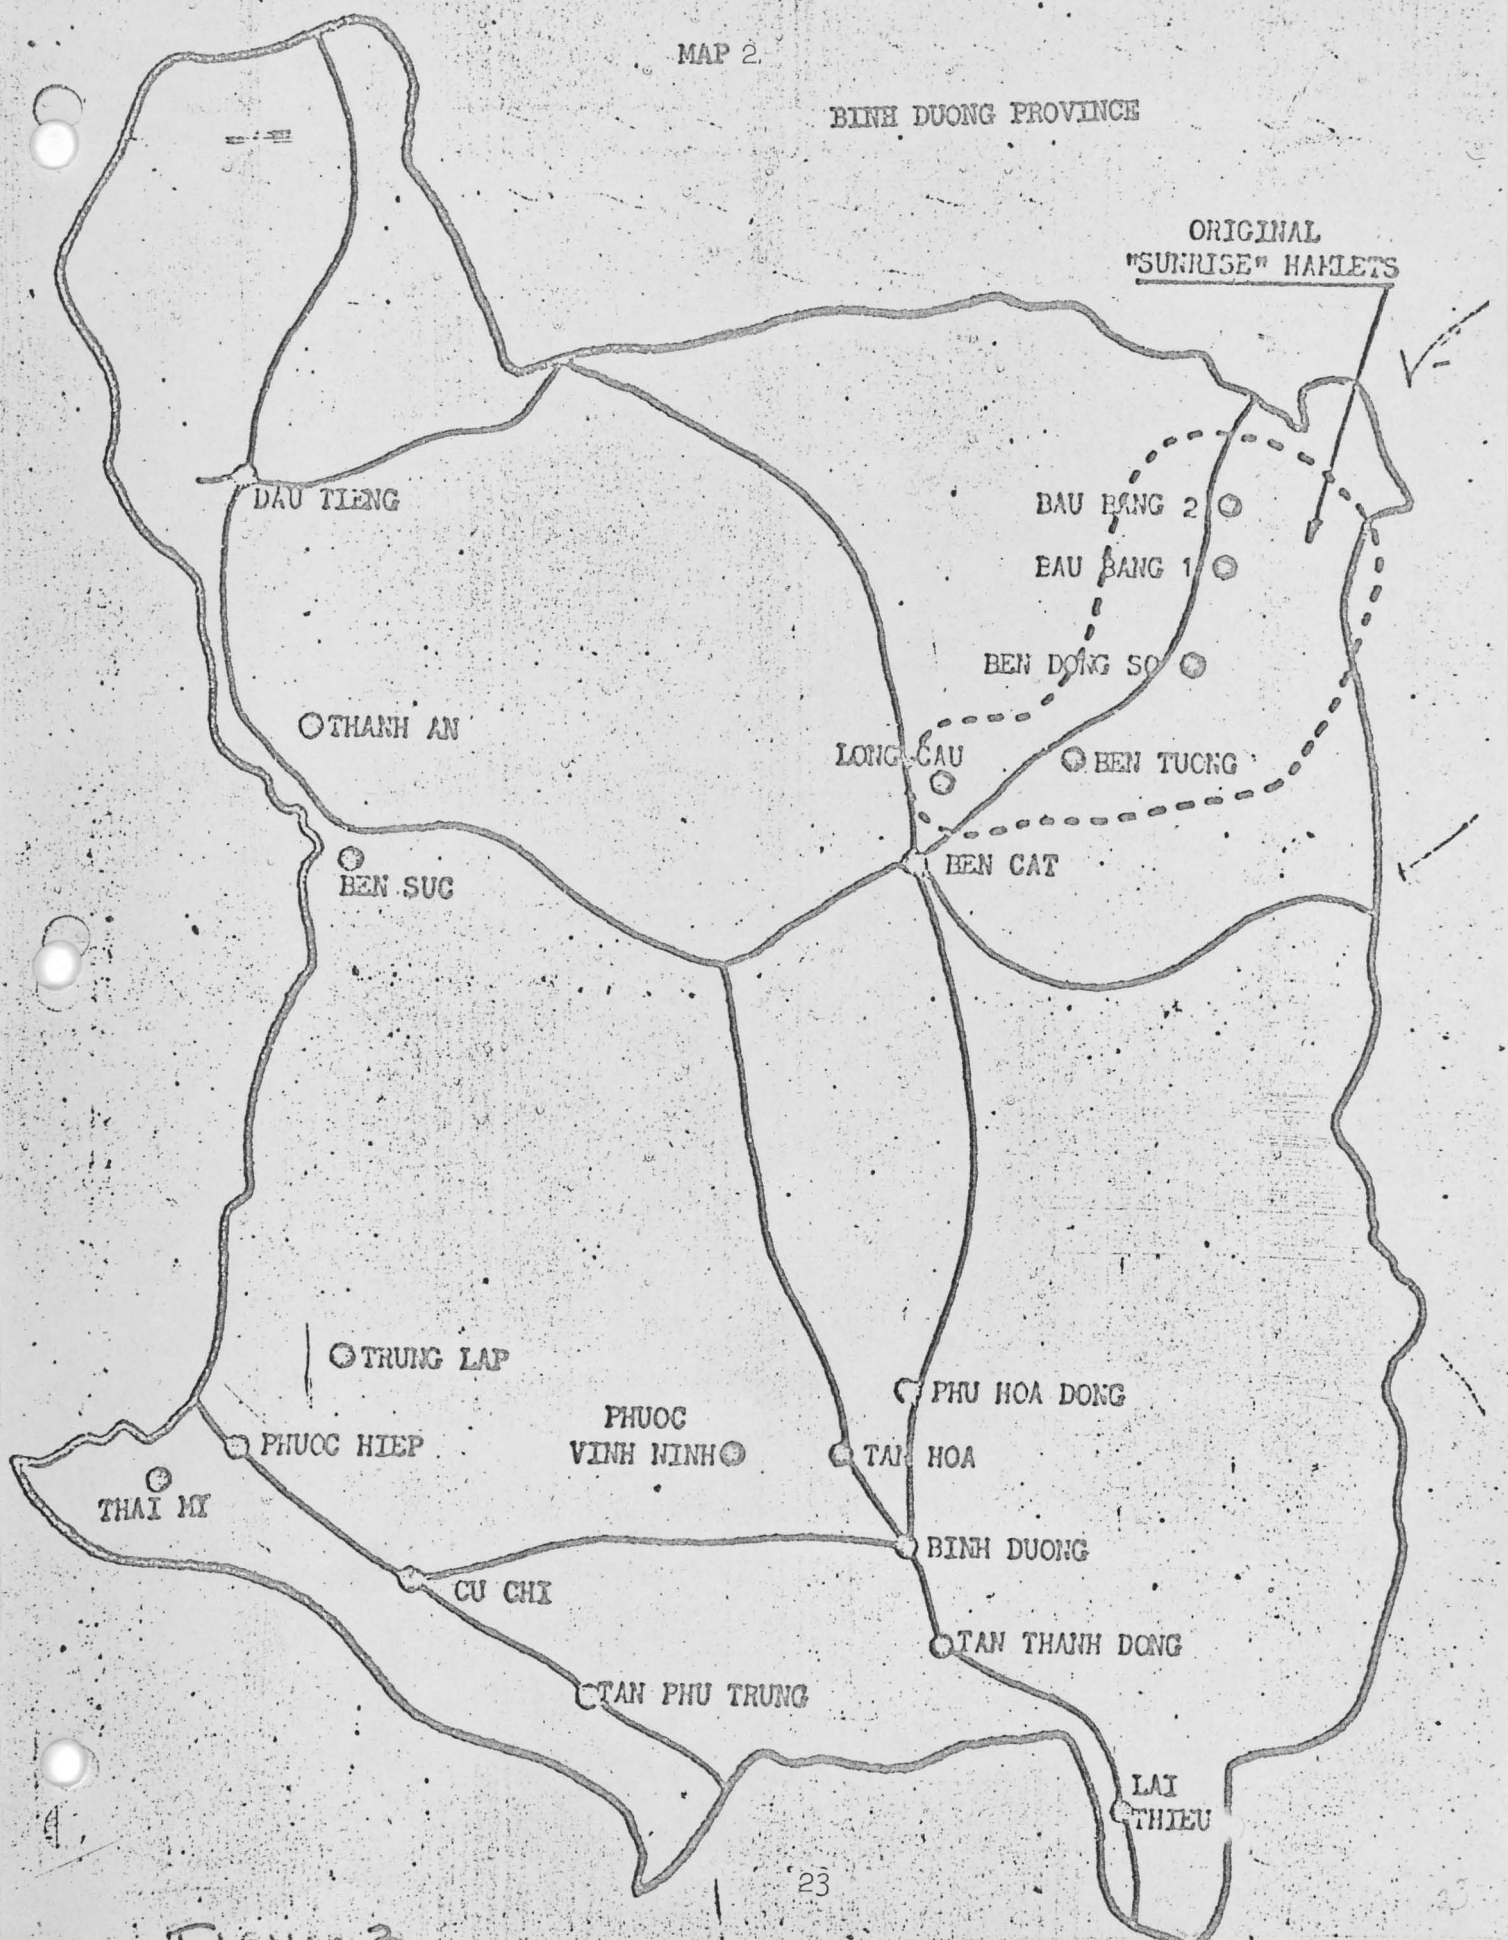 MAP 2
BINH DUONG PROVINCE
ORIGINAL
"SUNRISE" HAMLETS
DAU TIENG
BAU BANG 2
BAU BANG 1
BEN DONG SO
THANH AN
LONG CAU
BEN TUONG
BEN CAT
BEN SUC
TRUNG LAP
PHU HOA DONG
PHUOC
VINH NINH
TAN HOA
PHUOC HIEP
THAI MY
BINH DUONG
CU CHI
TAN THANH DONG
TAN PHU TRUNG
LAI
THIEU
23